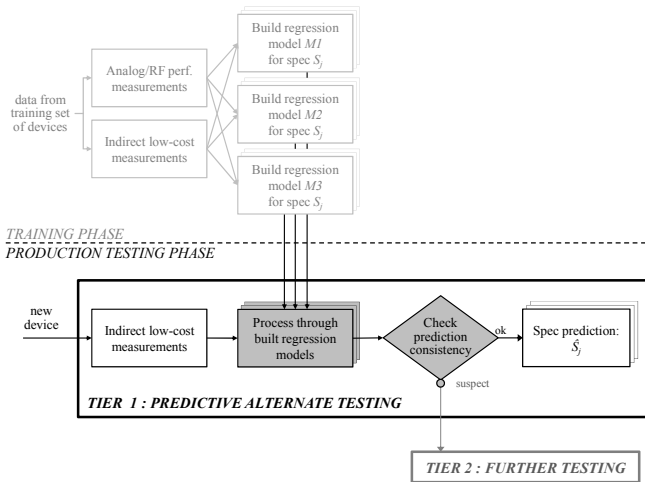 data from
training set
of devices
Analog/RF perf.
measurements
Indirect low-cost
measurements
Build regression
model M1
for spec Sj
Build regression
model M2
for spec Sj
Build regression
model M3
for spec Sj
TRAINING PHASE
PRODUCTION TESTING PHASE
new
device
Indirect low-cost
measurements
Process through
built regression
models
Check
prediction
consistency
ok
Spec prediction:
Ŝj
suspect
TIER 1 : PREDICTIVE ALTERNATE TESTING
TIER 2 : FURTHER TESTING